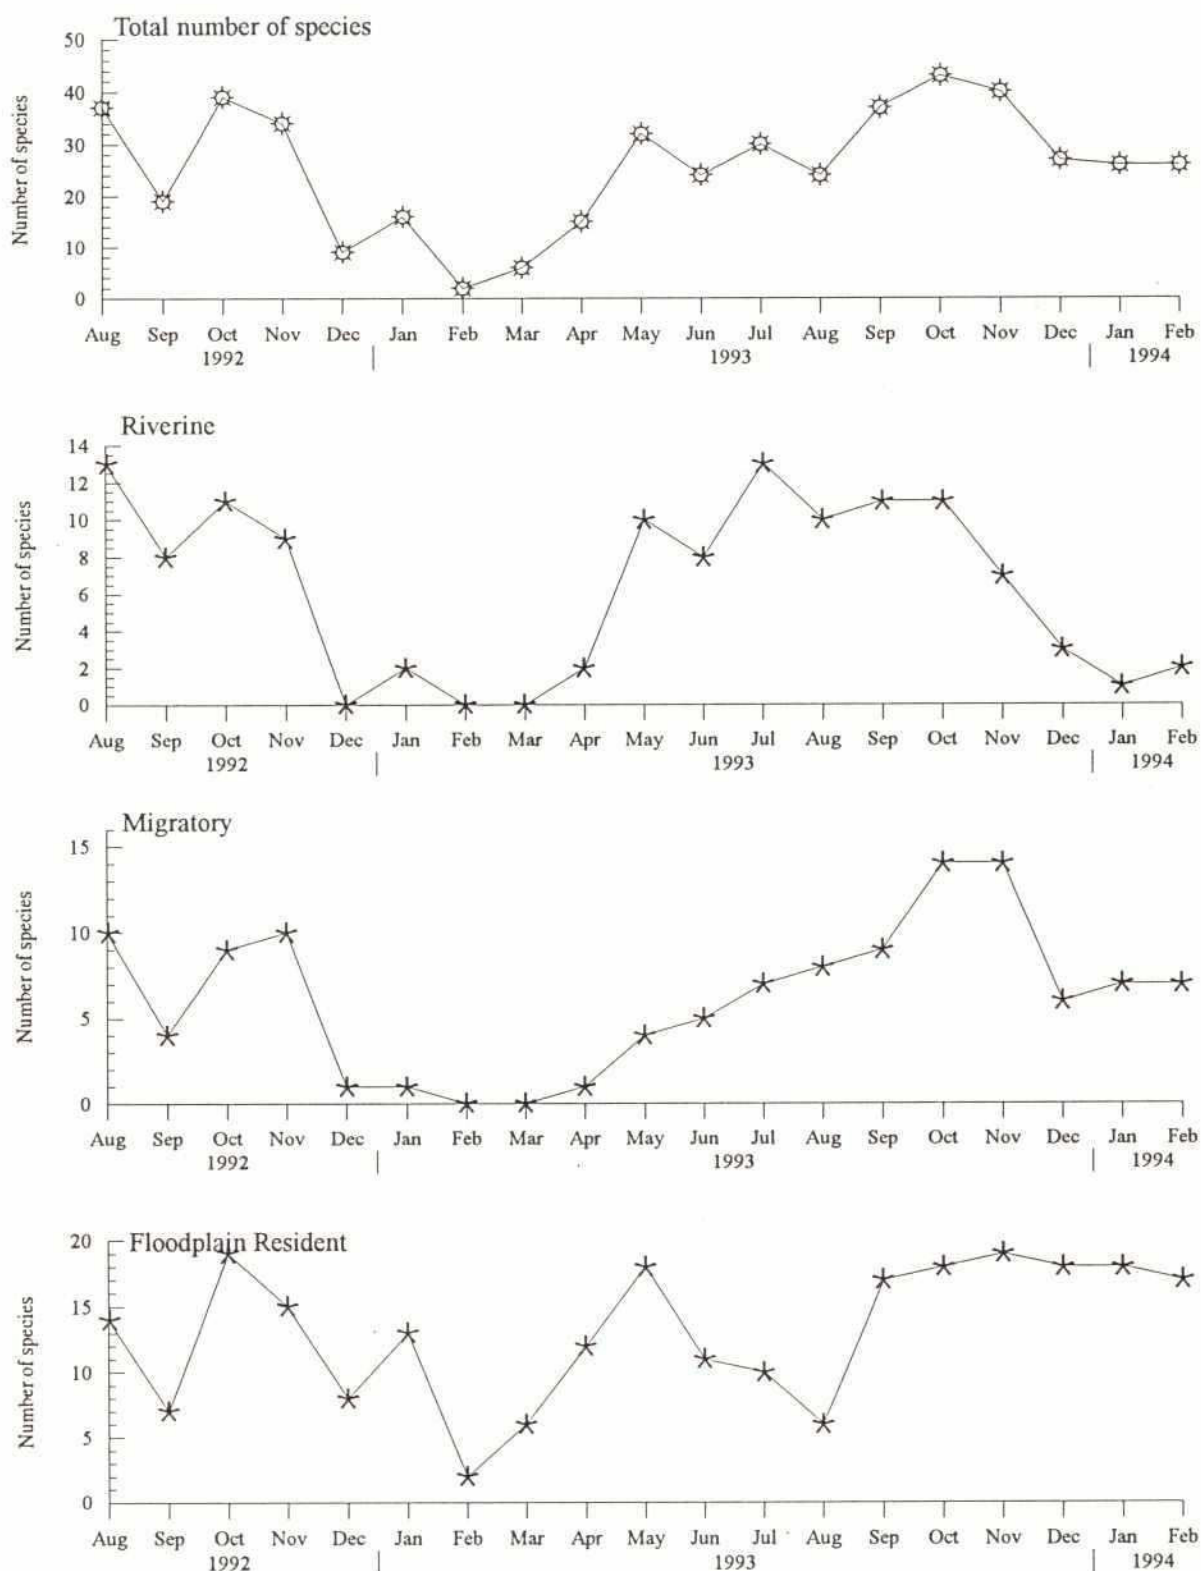 Total number of species
50
40
30
20
10
0
Number of species
Aug Sep Oct Nov Dec Jan Feb Mar Apr May Jun Jul Aug Sep Oct Nov Dec Jan Feb
1992 1993 1994
Riverine
14
12
10
8
6
4
2
0
Number of species
Aug Sep Oct Nov Dec Jan Feb Mar Apr May Jun Jul Aug Sep Oct Nov Dec Jan Feb
1992 1993 1994
Migratory
15
10
5
0
Number of species
Aug Sep Oct Nov Dec Jan Feb Mar Apr May Jun Jul Aug Sep Oct Nov Dec Jan Feb
1992 1993 1994
Floodplain Resident
20
15
10
5
0
Number of species
Aug Sep Oct Nov Dec Jan Feb Mar Apr May Jun Jul Aug Sep Oct Nov Dec Jan Feb
1992 1993 1994